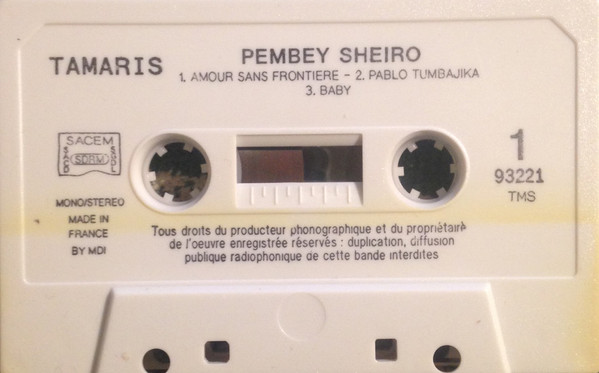 TAMARIS
PEMBEY SHEIRO
1. AMOUR SANS FRONTIERE - 2. PABLO TUMBAJIKA
3. BABY
SACEM
SACD SDRM SGDL
1
93221
TMS
MONO/STEREO
MADE IN
FRANCE
BY MDI
Tous droits du producteur phonographique et du propriétaire
de l'oeuvre enregistrée réservés : duplication, diffusion
publique radiophonique de cette bande interdites